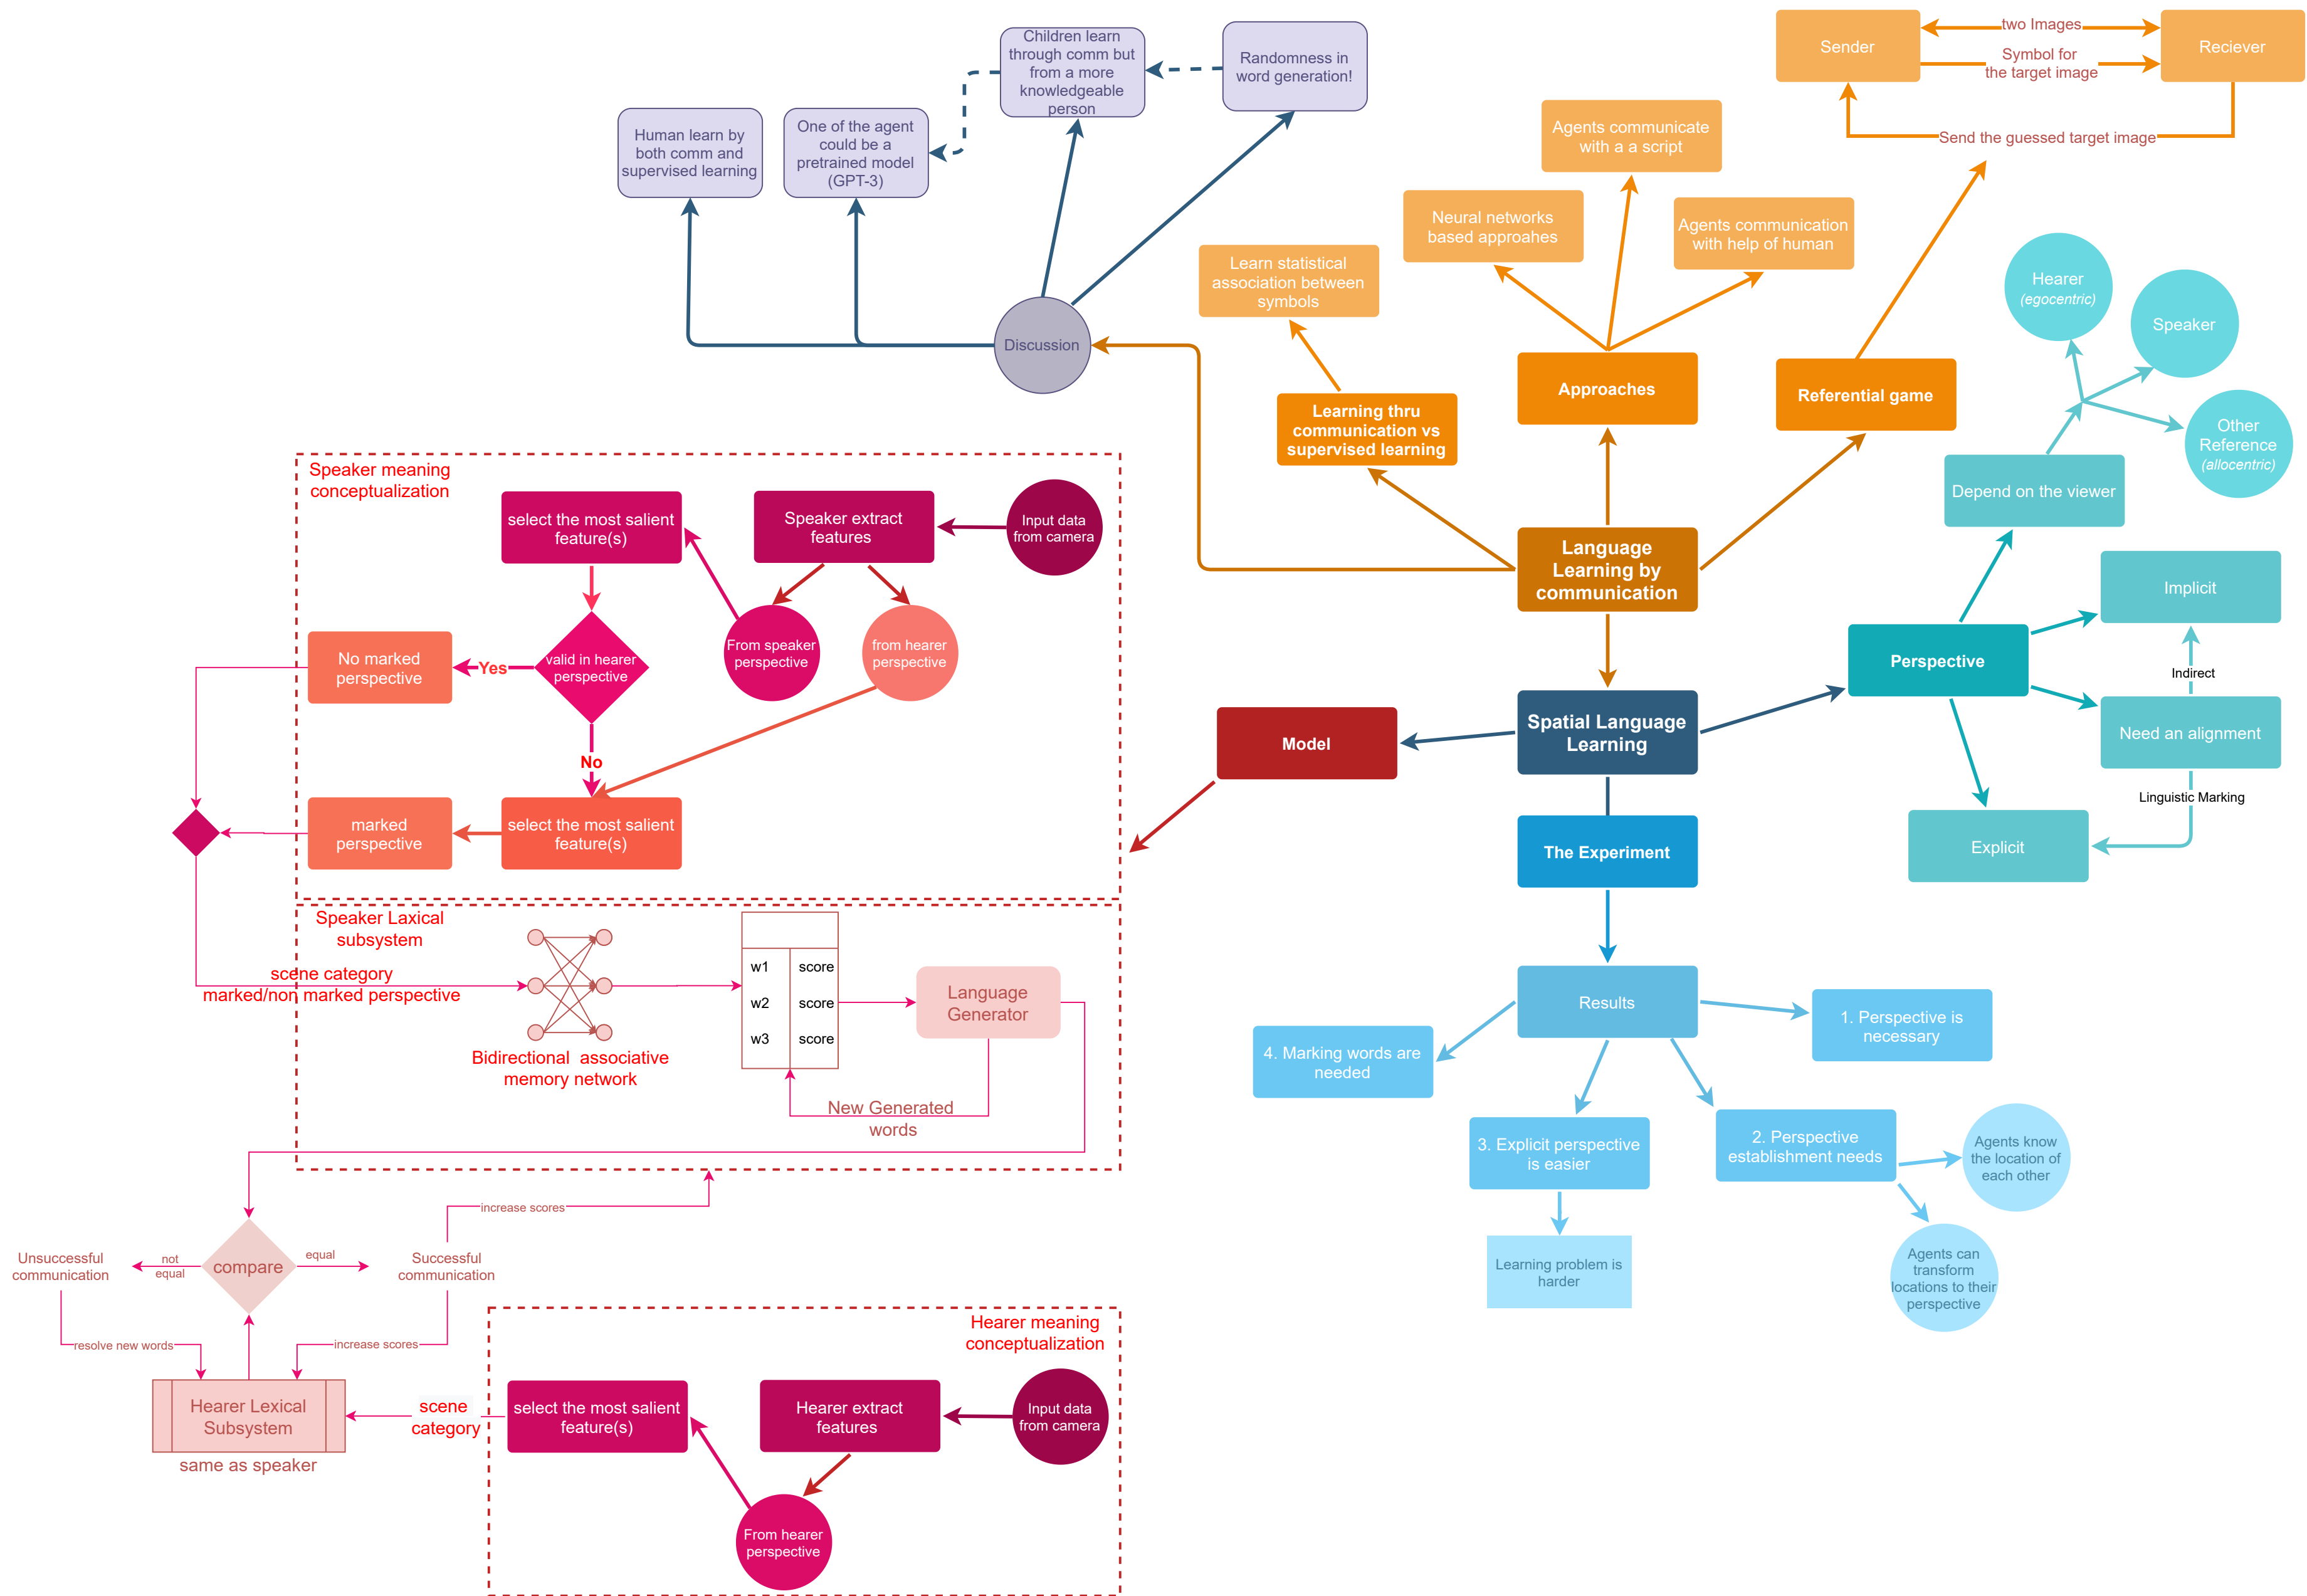 Children learn
through comm but
from a more
knowledgeable
person
Randomness in
word generation!
Human learn by
both comm and
supervised learning
One of the agent
could be a
pretrained model
(GPT-3)
Discussion
Sender
two Images
Symbol for
the target image
Reciever
Send the guessed target image
Agents communicate
with a a script
Neural networks
based approahes
Agents communication
with help of human
Learn statistical
association between
symbols
Approaches
Learning thru
communication vs
supervised learning
Referential game
Language
Learning by
communication
Hearer
(egocentric)
Speaker
Other
Reference
(allocentric)
Depend on the viewer
Implicit
Perspective
Indirect
Need an alignment
Linguistic Marking
Explicit
Spatial Language
Learning
Model
The Experiment
Results
1. Perspective is
necessary
4. Marking words are
needed
3. Explicit perspective
is easier
2. Perspective
establishment needs
Agents know
the location of
each other
Agents can
transform
locations to their
perspective
Learning problem is
harder
Speaker meaning
conceptualization
select the most salient
feature(s)
Speaker extract
features
Input data
from camera
From speaker
perspective
from hearer
perspective
valid in hearer
perspective
Yes
No marked
perspective
No
marked
perspective
select the most salient
feature(s)
Speaker Laxical
subsystem
scene category
marked/non marked perspective
Bidirectional  associative
memory network
w1
score
w2
score
w3
score
Language
Generator
New Generated
words
increase scores
Unsuccessful
communication
not
equal
compare
equal
Successful
communication
resolve new words
increase scores
Hearer Lexical
Subsystem
same as speaker
scene
category
Hearer meaning
conceptualization
select the most salient
feature(s)
Hearer extract
features
Input data
from camera
From hearer
perspective